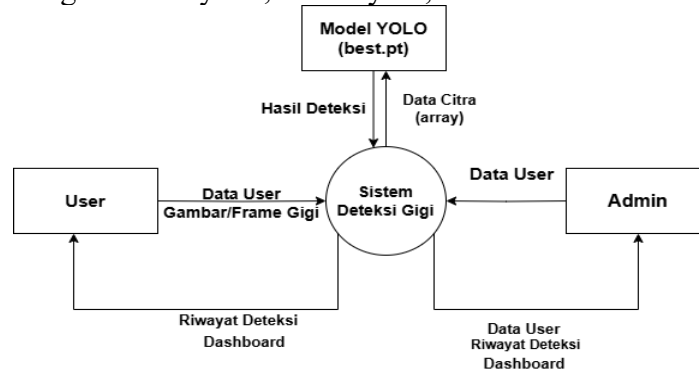 Model YOLO
(best.pt)
Hasil Deteksi
Data Citra
(array)
User
Data User
Gambar/Frame Gigi
Sistem
Deteksi Gigi
Data User
Admin
Riwayat Deteksi
Dashboard
Data User
Riwayat Deteksi
Dashboard